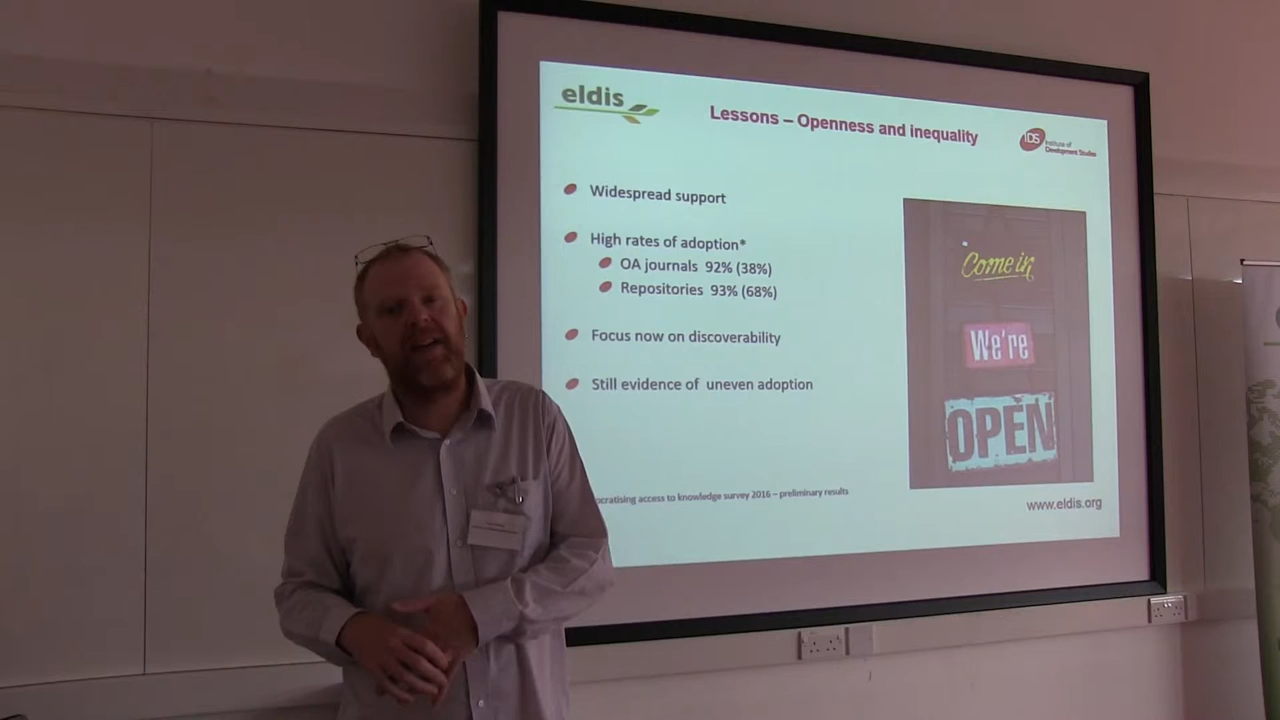 eldis
Lessons – Openness and inequality
IDS
Institute of
Development Studies
Widespread support
High rates of adoption*
OA journals 92% (38%)
Repositories 93% (68%)
Focus now on discoverability
Still evidence of uneven adoption
Come in
We're
OPEN
ocratising access to knowledge survey 2016 – preliminary results
www.eldis.org